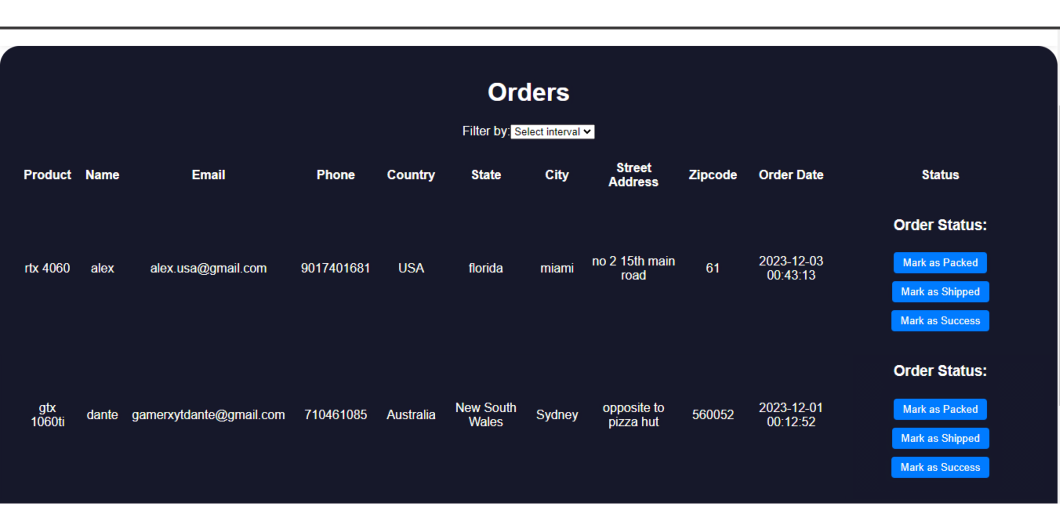 Orders
Filter by: Select interval
Product Name Email Phone Country State City Street Address Zipcode Order Date Status
Order Status:
rtx 4060 alex alex.usa@gmail.com 9017401681 USA florida miami no 2 15th main road 61 2023-12-03 00:43:13
Mark as Packed
Mark as Shipped
Mark as Success
Order Status:
gtx 1060ti dante gamerxytdante@gmail.com 710461085 Australia New South Wales Sydney opposite to pizza hut 560052 2023-12-01 00:12:52
Mark as Packed
Mark as Shipped
Mark as Success